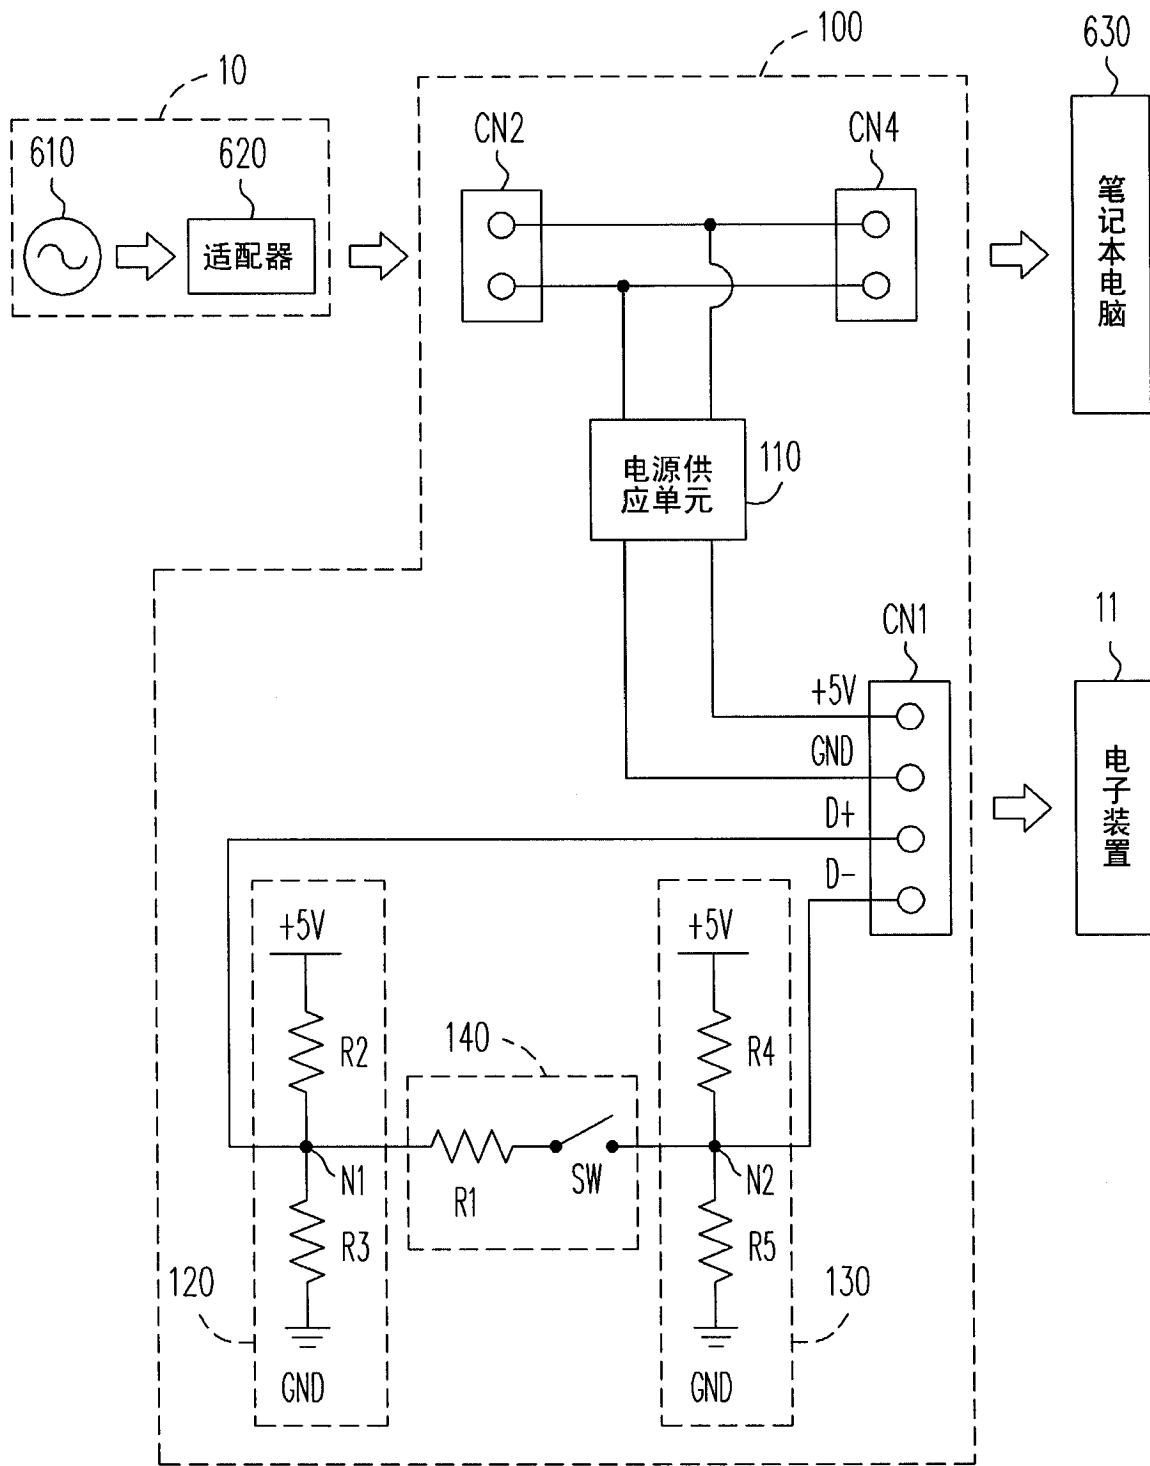 100
630
10
CN2
CN4
610
620
适配器
笔记本电脑
电源供
应单元
110
CN1
11
+5V
GND
D+
D-
电子装置
+5V
+5V
R2
140
R4
N1
R1
SW
N2
R3
R5
120
130
GND
GND